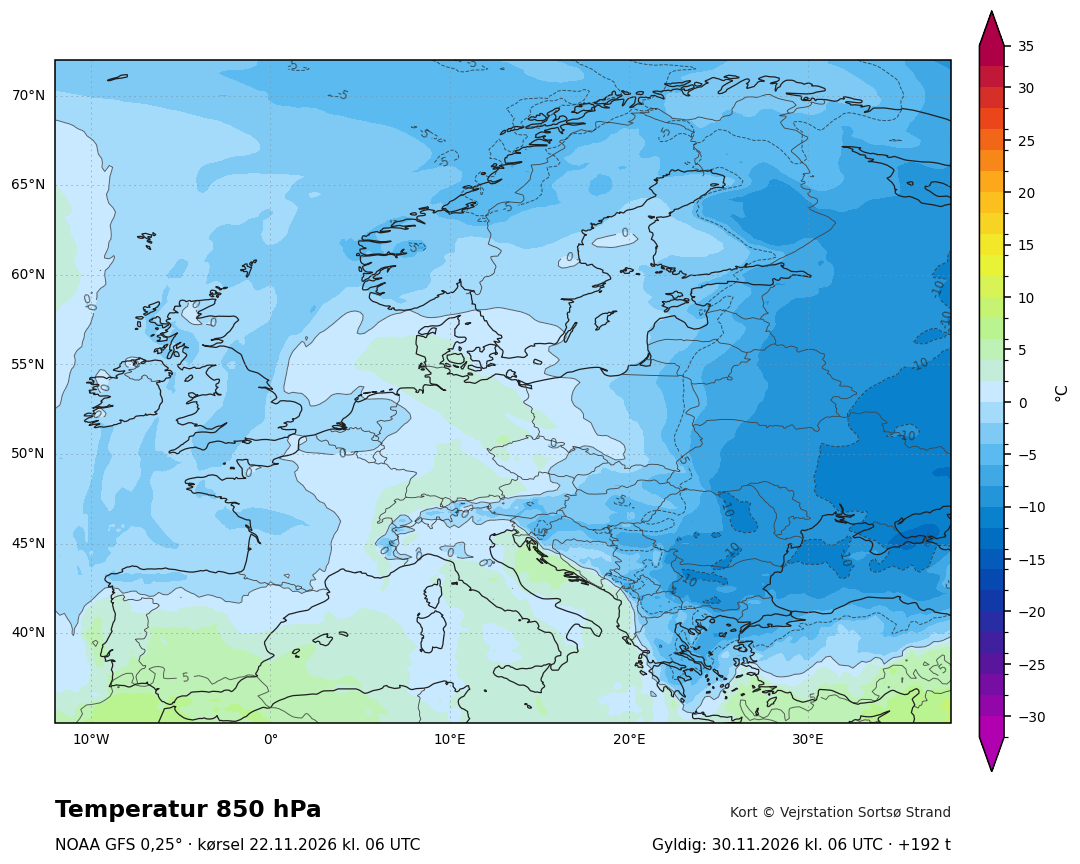 35
30
25
20
15
10
5
0
−5
−10
−15
−20
−25
−30
°C
70°N
65°N
60°N
55°N
50°N
45°N
40°N
10°W 0° 10°E 20°E 30°E
Temperatur 850 hPa
Kort © Vejrstation Sortsø Strand
NOAA GFS 0,25° · kørsel 22.11.2026 kl. 06 UTC
Gyldig: 30.11.2026 kl. 06 UTC · +192 t